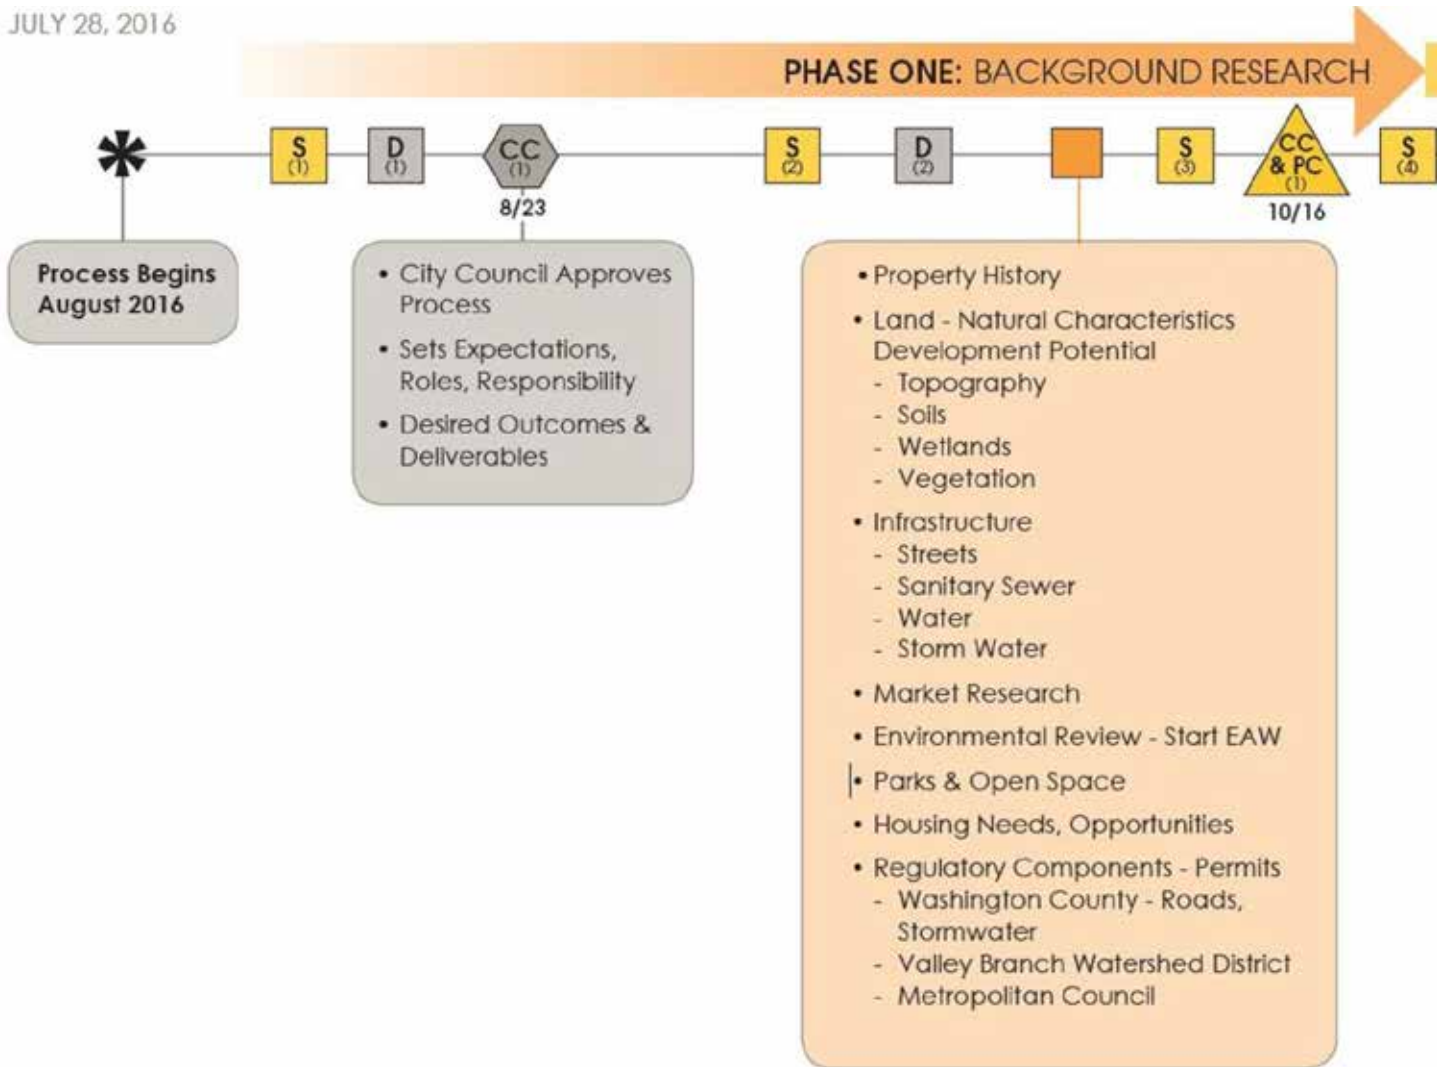 JULY 28, 2016
PHASE ONE: BACKGROUND RESEARCH
S
(1)
D
(1)
CC
(1)
8/23
S
(2)
D
(2)
S
(3)
CC
& PC
(1)
10/16
S
(4)
Process Begins
August 2016
• City Council Approves
Process
• Sets Expectations,
Roles, Responsibility
• Desired Outcomes &
Deliverables
• Property History
• Land - Natural Characteristics
Development Potential
- Topography
- Soils
- Wetlands
- Vegetation
• Infrastructure
- Streets
- Sanitary Sewer
- Water
- Storm Water
• Market Research
• Environmental Review - Start EAW
• Parks & Open Space
• Housing Needs, Opportunities
• Regulatory Components - Permits
- Washington County - Roads,
Stormwater
- Valley Branch Watershed District
- Metropolitan Council